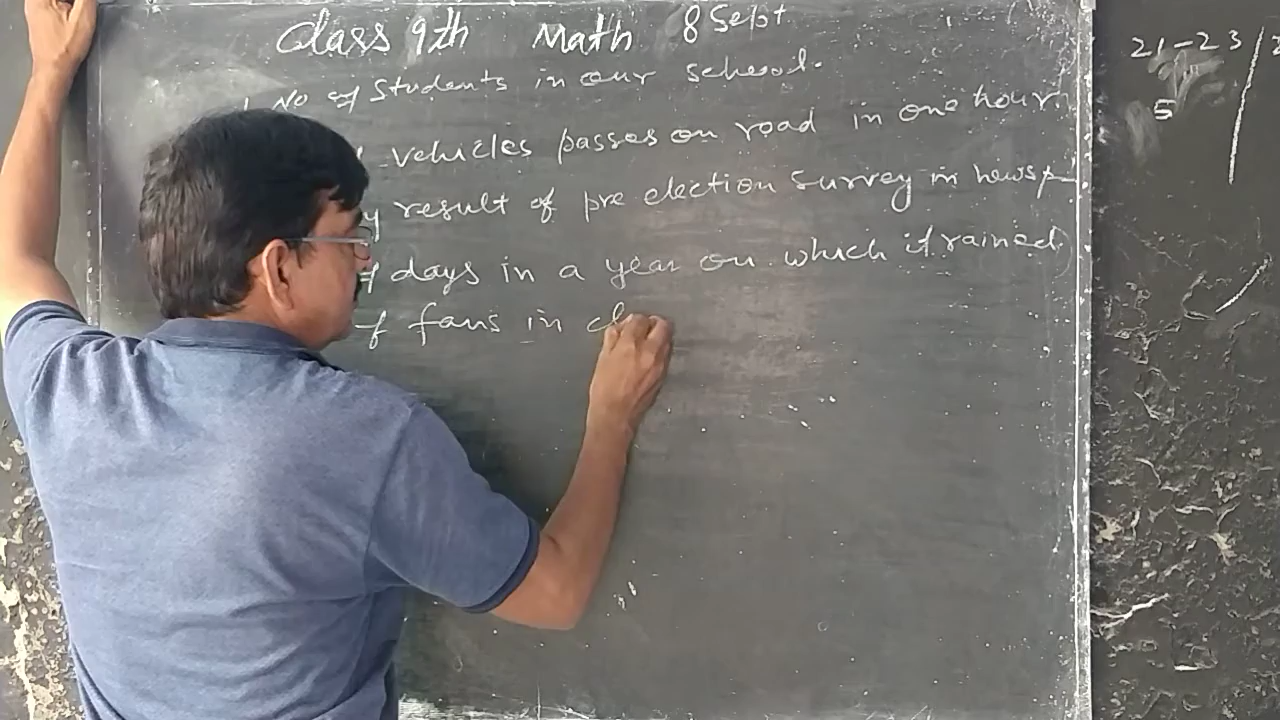 Class 9th Math 8 Sept
No of Students in our school.
vehicles passes on road in one hour.
result of pre election survey in newsp
days in a year on which it rained
fans in cl
21-23/
5